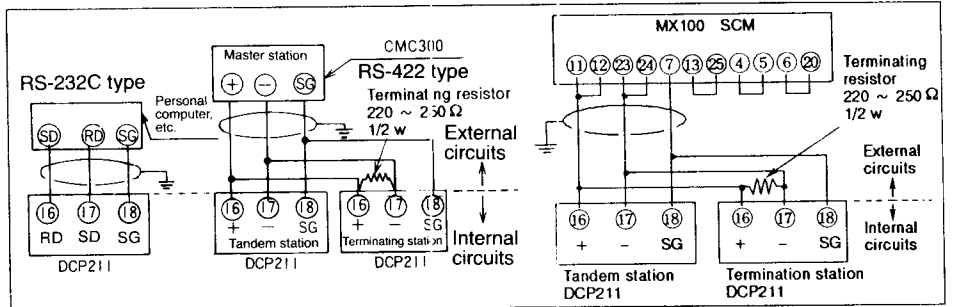 RS-232C type
Personal computer, etc.
SD RD SG
16 17 18
RD SD SG
DCP211
Master station
CMC300
+ − SG
RS-422 type
Terminating resistor
220 ~ 250 Ω
1/2 w
External circuits
Internal circuits
16 17 18
+ − SG
Tandem station
DCP211
16 17 18
+ − SG
Terminating station
DCP211
MX100 SCM
11 12 23 24 7 13 25 4 5 6 20
Terminating resistor
220 ~ 250 Ω
1/2 w
External circuits
Internal circuits
16 17 18
+ − SG
Tandem station
DCP211
16 17 18
+ − SG
Termination station
DCP211